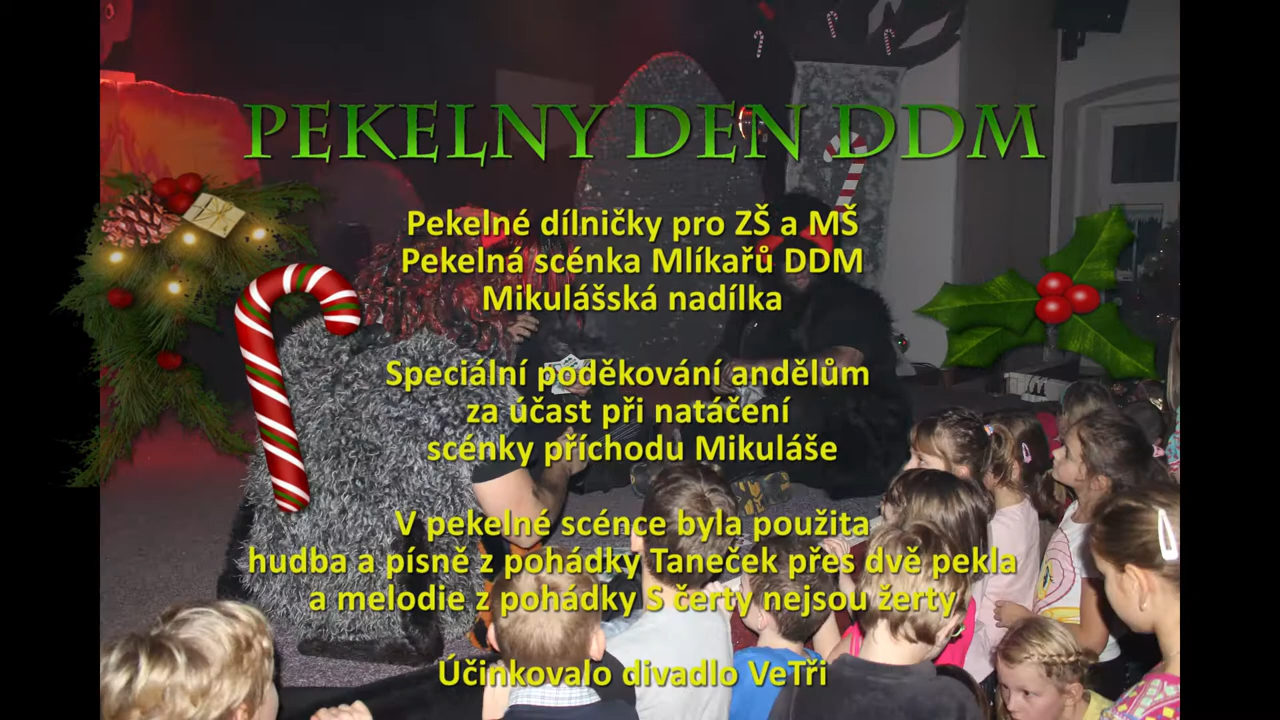 PEKELNY DEN DDM
Pekelné dílničky pro ZŠ a MŠ
Pekelná scénka Mlíkařů DDM
Mikulášská nadílka
Speciální poděkování andělům
za účast při natáčení
scénky příchodu Mikuláše
V pekelné scénce byla použita
hudba a písně z pohádky Taneček přes dvě pekla
a melodie z pohádky S čerty nejsou žerty
Účinkovalo divadlo VeTři